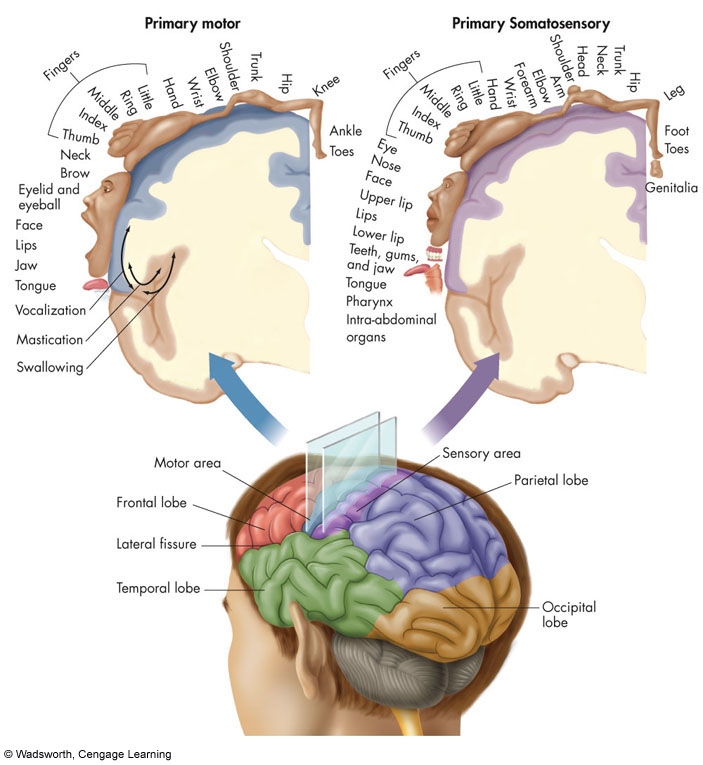 Primary motor
Fingers
Thumb
Index
Middle
Ring
Little
Hand
Wrist
Elbow
Shoulder
Trunk
Hip
Knee
Ankle
Toes
Neck
Brow
Eyelid and
eyeball
Face
Lips
Jaw
Tongue
Vocalization
Mastication
Swallowing
Primary Somatosensory
Fingers
Thumb
Index
Middle
Ring
Little
Hand
Wrist
Forearm
Elbow
Arm
Shoulder
Head
Neck
Trunk
Hip
Leg
Foot
Toes
Genitalia
Eye
Nose
Face
Upper lip
Lips
Lower lip
Teeth, gums,
and jaw
Tongue
Pharynx
Intra-abdominal
organs
Motor area
Frontal lobe
Lateral fissure
Temporal lobe
Sensory area
Parietal lobe
Occipital
lobe
© Wadsworth, Cengage Learning